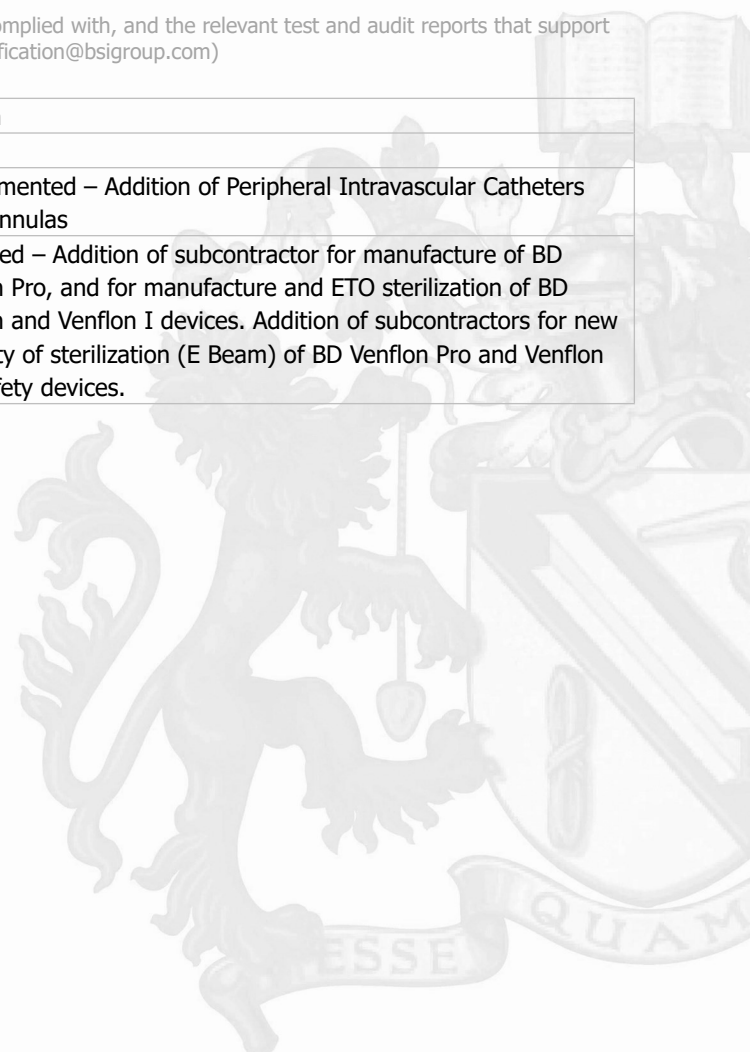 omplied with, and the relevant test and audit reports that support
fication@bsigroup.com)
mented – Addition of Peripheral Intravascular Catheters
nnulas
ed – Addition of subcontractor for manufacture of BD
n Pro, and for manufacture and ETO sterilization of BD
n and Venflon I devices. Addition of subcontractors for new
ty of sterilization (E Beam) of BD Venflon Pro and Venflon
fety devices.
ESSE
QUAM